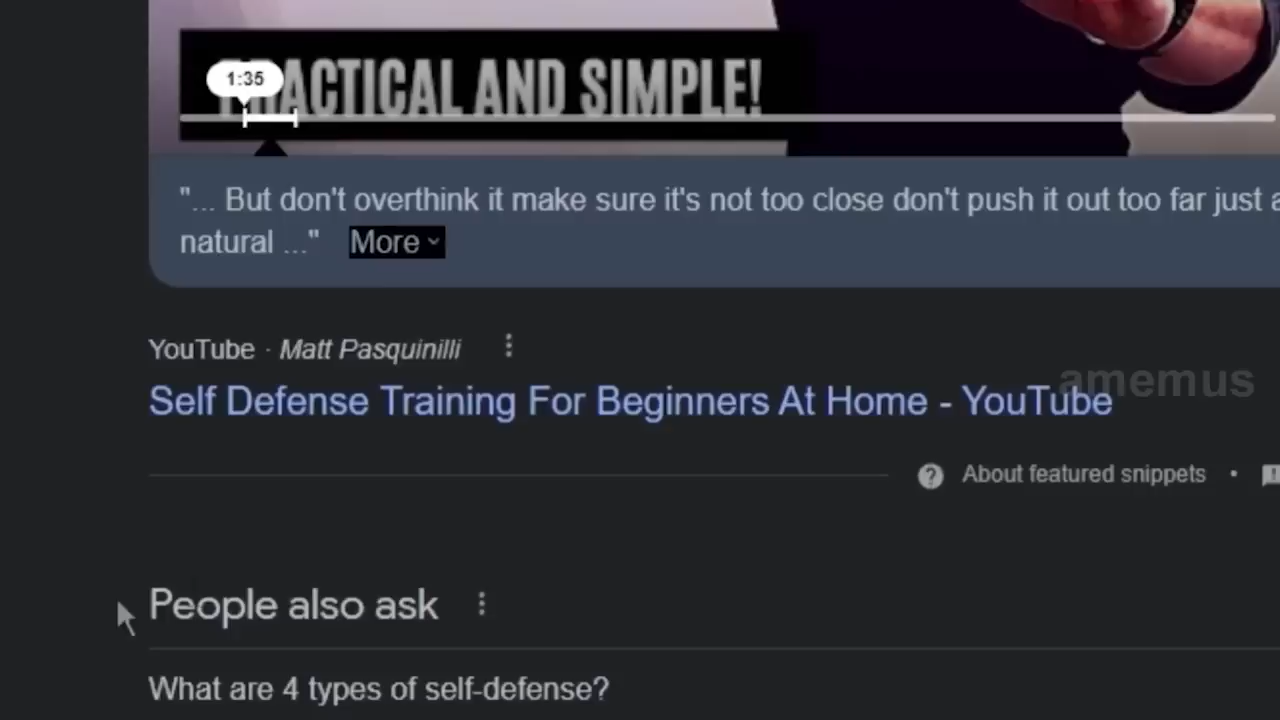 1:35
PRACTICAL AND SIMPLE!
"... But don't overthink it make sure it's not too close don't push it out too far just a
natural ..." More
YouTube · Matt Pasquinilli
amemus
Self Defense Training For Beginners At Home - YouTube
About featured snippets •
People also ask
What are 4 types of self-defense?